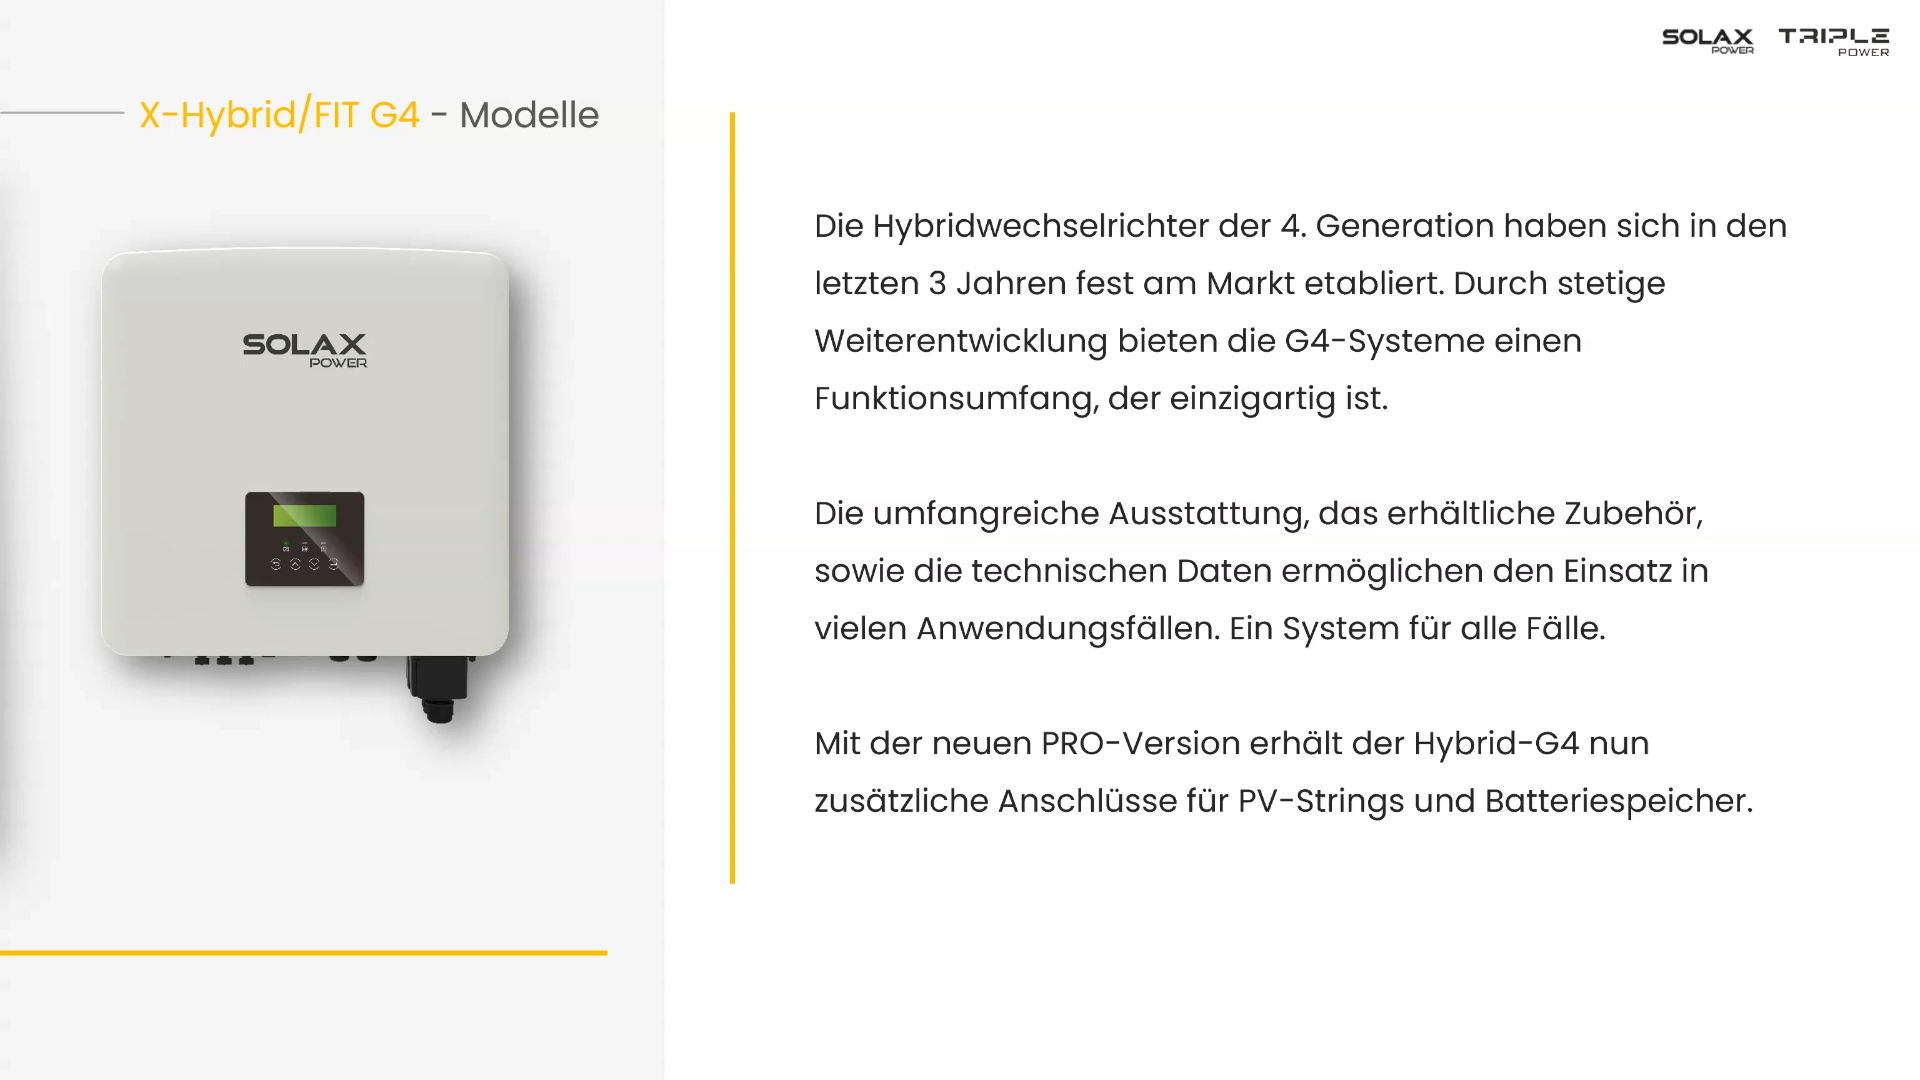 SOLAX
POWER
TRIPLE
POWER
X-Hybrid/FIT G4 - Modelle
SOLAX
POWER
Die Hybridwechselrichter der 4. Generation haben sich in den
letzten 3 Jahren fest am Markt etabliert. Durch stetige
Weiterentwicklung bieten die G4-Systeme einen
Funktionsumfang, der einzigartig ist.
Die umfangreiche Ausstattung, das erhältliche Zubehör,
sowie die technischen Daten ermöglichen den Einsatz in
vielen Anwendungsfällen. Ein System für alle Fälle.
Mit der neuen PRO-Version erhält der Hybrid-G4 nun
zusätzliche Anschlüsse für PV-Strings und Batteriespeicher.